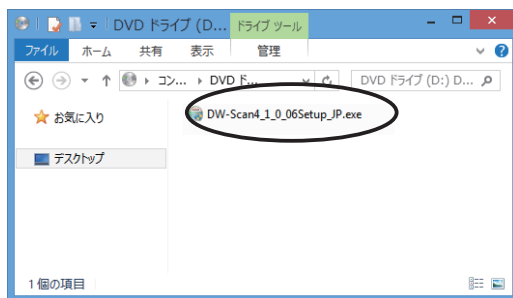 DVD ドライブ (D... ドライブ ツール
ファイル ホーム 共有 表示 管理
コン... DVD ド... DVD ドライブ (D:) D...
お気に入り
DW-Scan4_1_0_06Setup_JP.exe
デスクトップ
1 個の項目